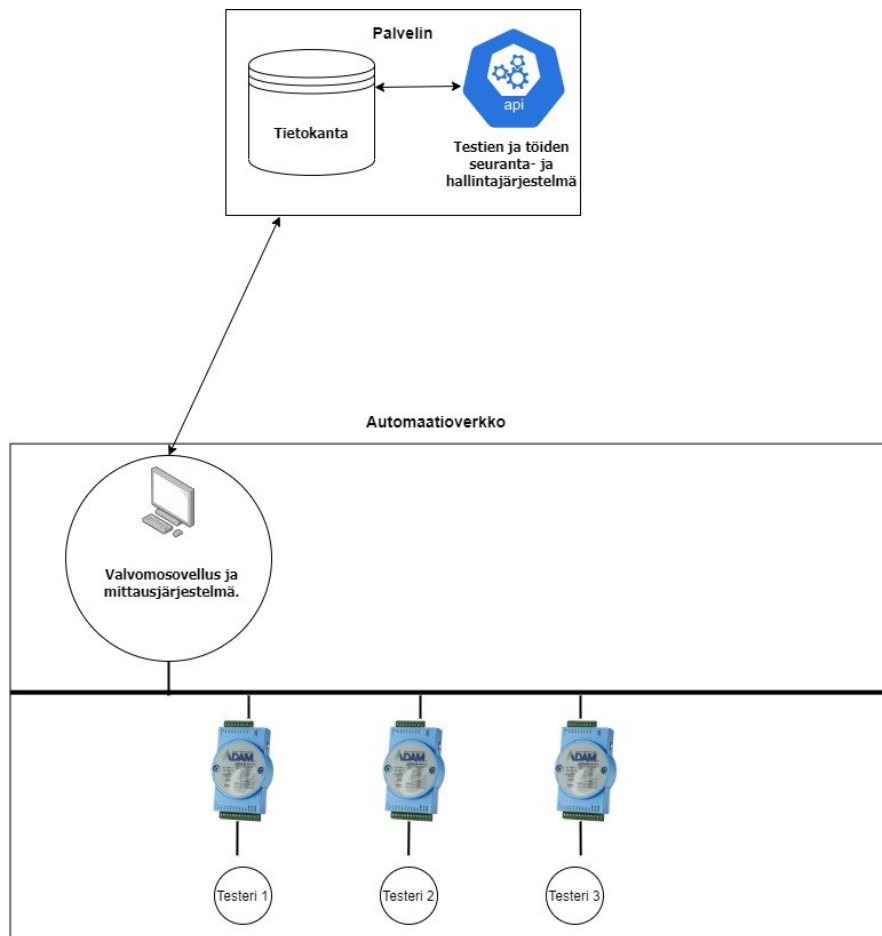 Palvelin
Tietokanta
api
Testien ja töiden
seuranta- ja
hallintajärjestelmä
Automaatioverkko
Valvomosovellus ja
mittausjärjestelmä.
ADAM
ADAM
ADAM
Testeri 1
Testeri 2
Testeri 3